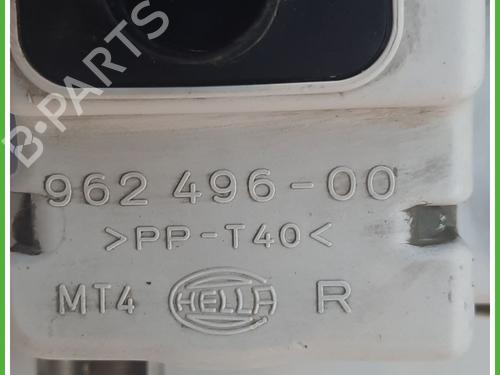 B-PARTS
962 496-00
>PP-T40<
MT4 HELLA R